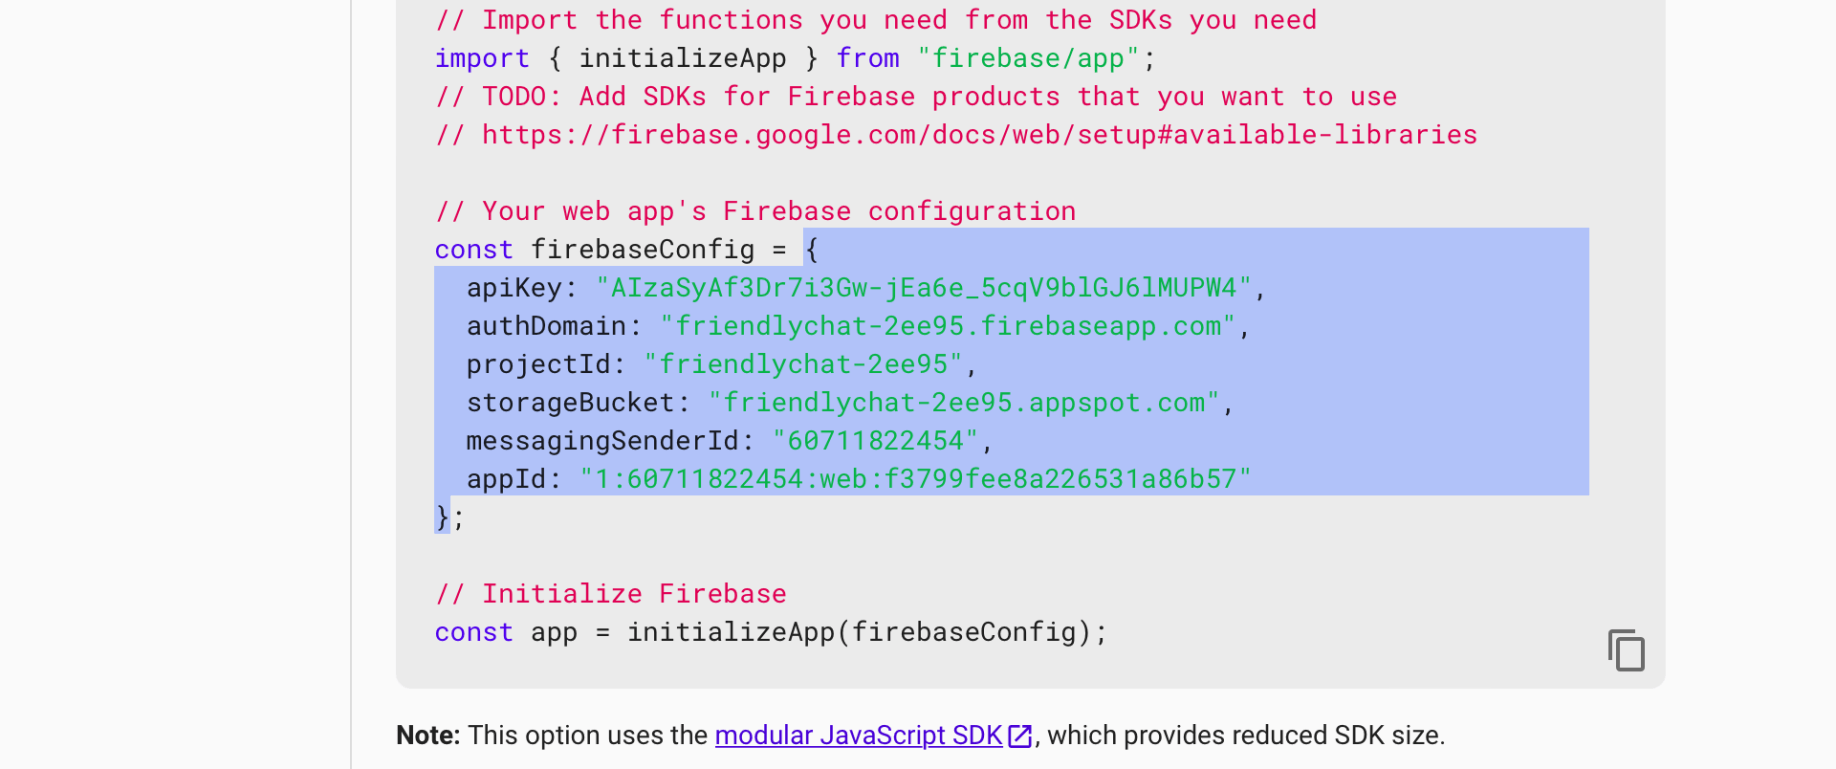 // Import the functions you need from the SDKs you need
import { initializeApp } from "firebase/app";
// TODO: Add SDKs for Firebase products that you want to use
// https://firebase.google.com/docs/web/setup#available-libraries
// Your web app's Firebase configuration
const firebaseConfig = {
  apiKey: "AIzaSyAf3Dr7i3Gw-jEa6e_5cqV9blGJ6lMUPW4",
  authDomain: "friendlychat-2ee95.firebaseapp.com",
  projectId: "friendlychat-2ee95",
  storageBucket: "friendlychat-2ee95.appspot.com",
  messagingSenderId: "60711822454",
  appId: "1:60711822454:web:f3799fee8a226531a86b57"
};
// Initialize Firebase
const app = initializeApp(firebaseConfig);
Note: This option uses the modular JavaScript SDK, which provides reduced SDK size.